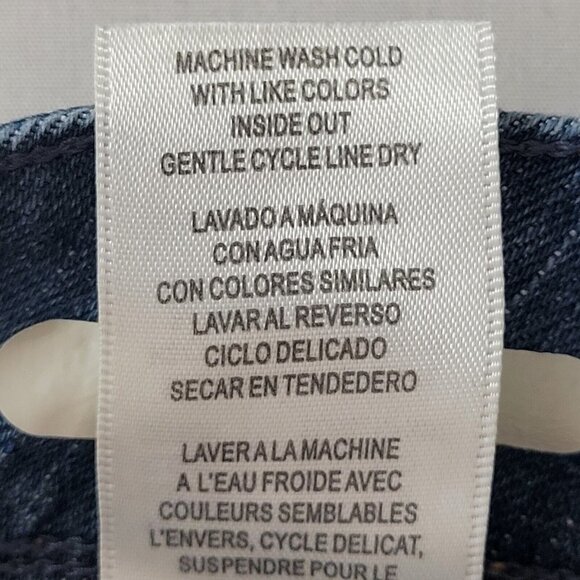 MACHINE WASH COLD
WITH LIKE COLORS
INSIDE OUT
GENTLE CYCLE LINE DRY
LAVADO A MÁQUINA
CON AGUA FRIA
CON COLORES SIMILARES
LAVAR AL REVERSO
CICLO DELICADO
SECAR EN TENDEDERO
LAVER A LA MACHINE
A L'EAU FROIDE AVEC
COULEURS SEMBLABLES
L'ENVERS, CYCLE DELICAT,
SUSPENDRE POUR LE